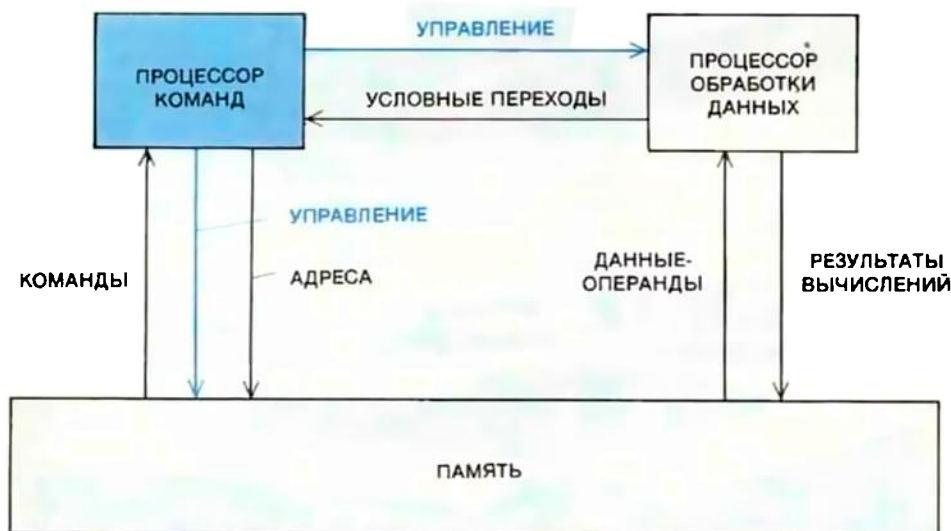 УПРАВЛЕНИЕ
ПРОЦЕССОР
КОМАНД
ПРОЦЕССОР
ОБРАБОТКИ
ДАННЫХ
УСЛОВНЫЕ ПЕРЕХОДЫ
УПРАВЛЕНИЕ
КОМАНДЫ
АДРЕСА
ДАННЫЕ-
ОПЕРАНДЫ
РЕЗУЛЬТАТЫ
ВЫЧИСЛЕНИЙ
ПАМЯТЬ